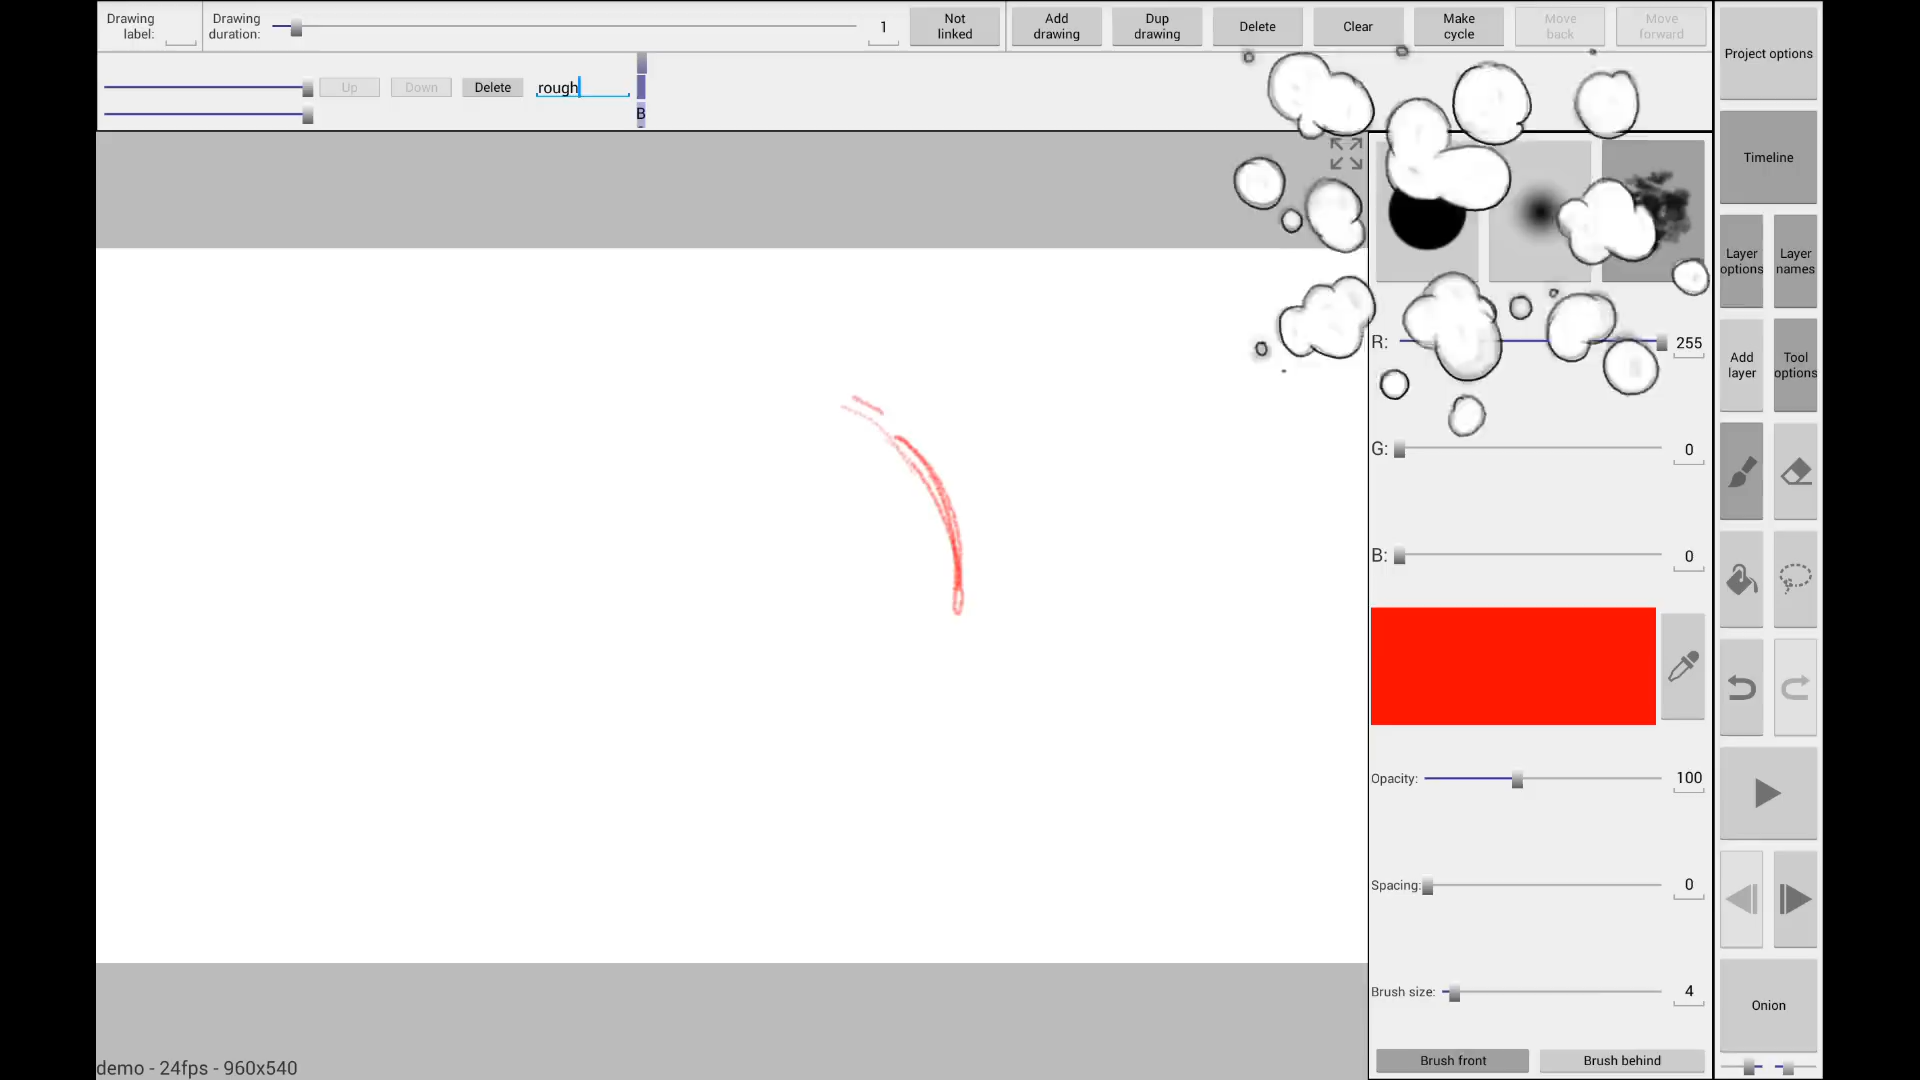 Drawing label:
Drawing duration:
1
Not linked
Add drawing
Dup drawing
Delete
Clear
Make cycle
Move back
Move forward
Project options
Up
Down
Delete
rough
B
Timeline
Layer options
Layer names
R:
255
Add layer
Tool options
G:
0
B:
0
Opacity:
100
Spacing:
0
Brush size:
4
Onion
Brush front
Brush behind
demo - 24fps - 960x540